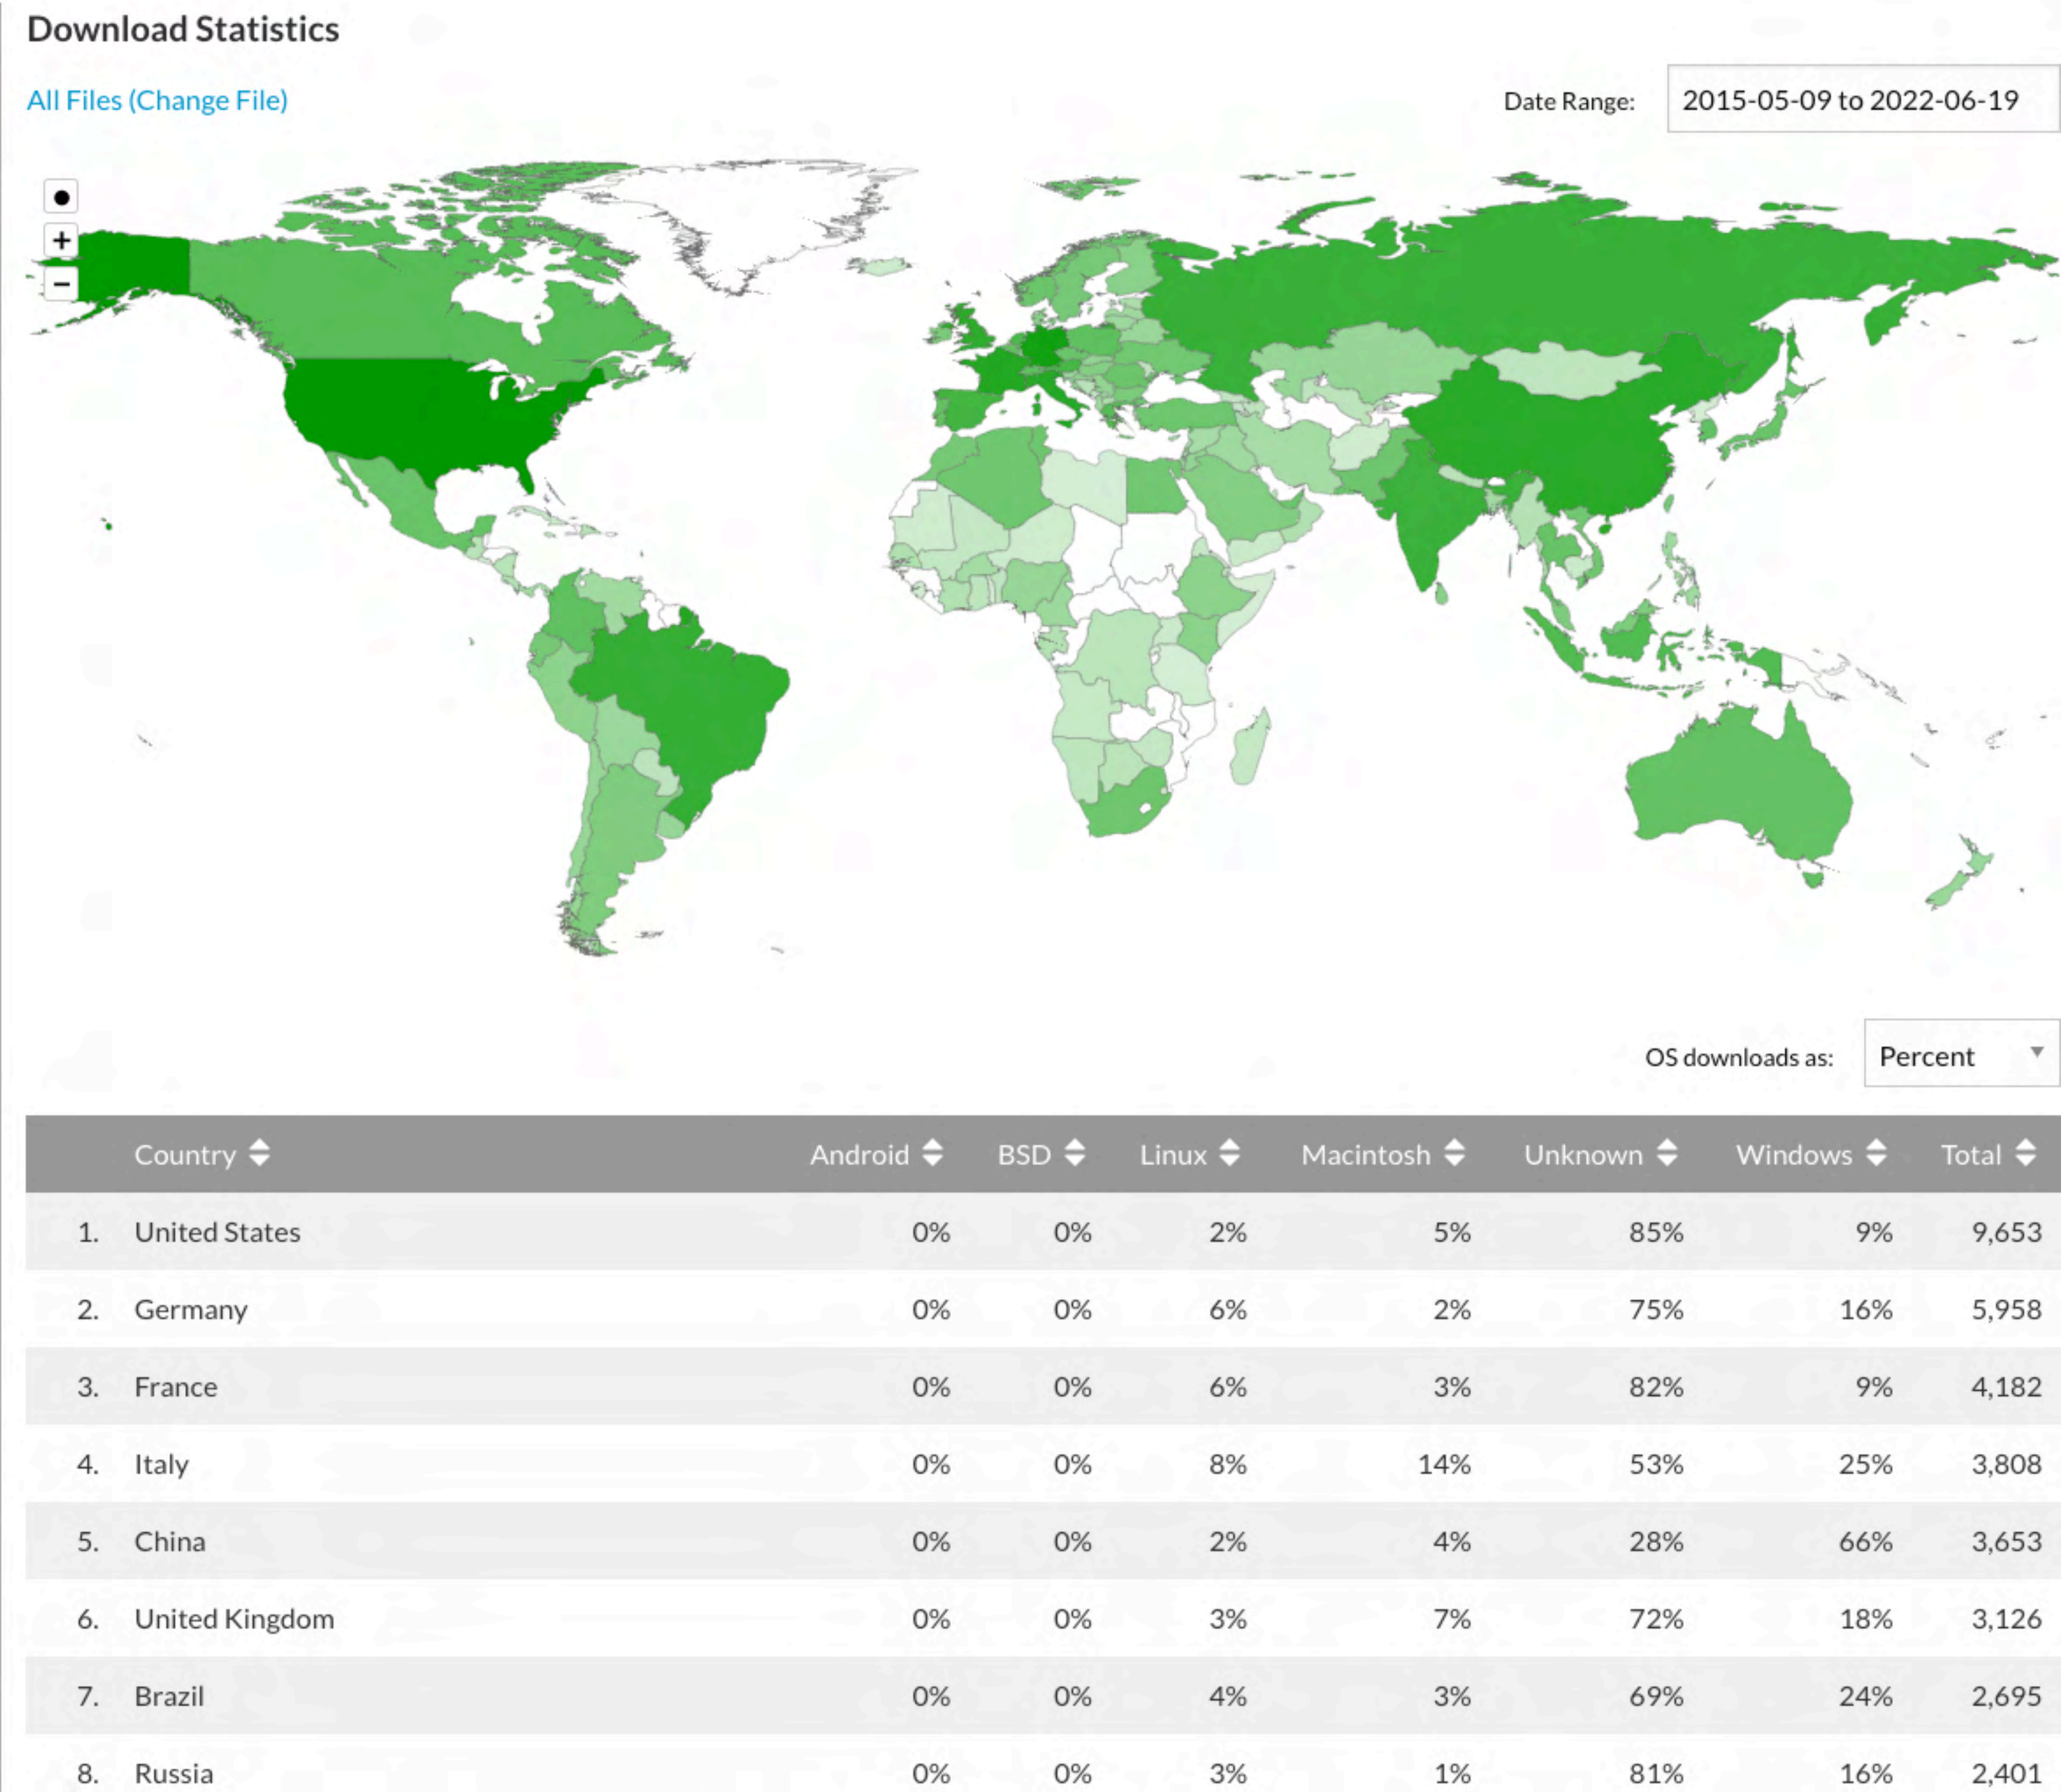 Download Statistics
All Files (Change File)
Date Range: 2015-05-09 to 2022-06-19
+
−
OS downloads as: Percent
Country Android BSD Linux Macintosh Unknown Windows Total
1. United States 0% 0% 2% 5% 85% 9% 9,653
2. Germany 0% 0% 6% 2% 75% 16% 5,958
3. France 0% 0% 6% 3% 82% 9% 4,182
4. Italy 0% 0% 8% 14% 53% 25% 3,808
5. China 0% 0% 2% 4% 28% 66% 3,653
6. United Kingdom 0% 0% 3% 7% 72% 18% 3,126
7. Brazil 0% 0% 4% 3% 69% 24% 2,695
8. Russia 0% 0% 3% 1% 81% 16% 2,401